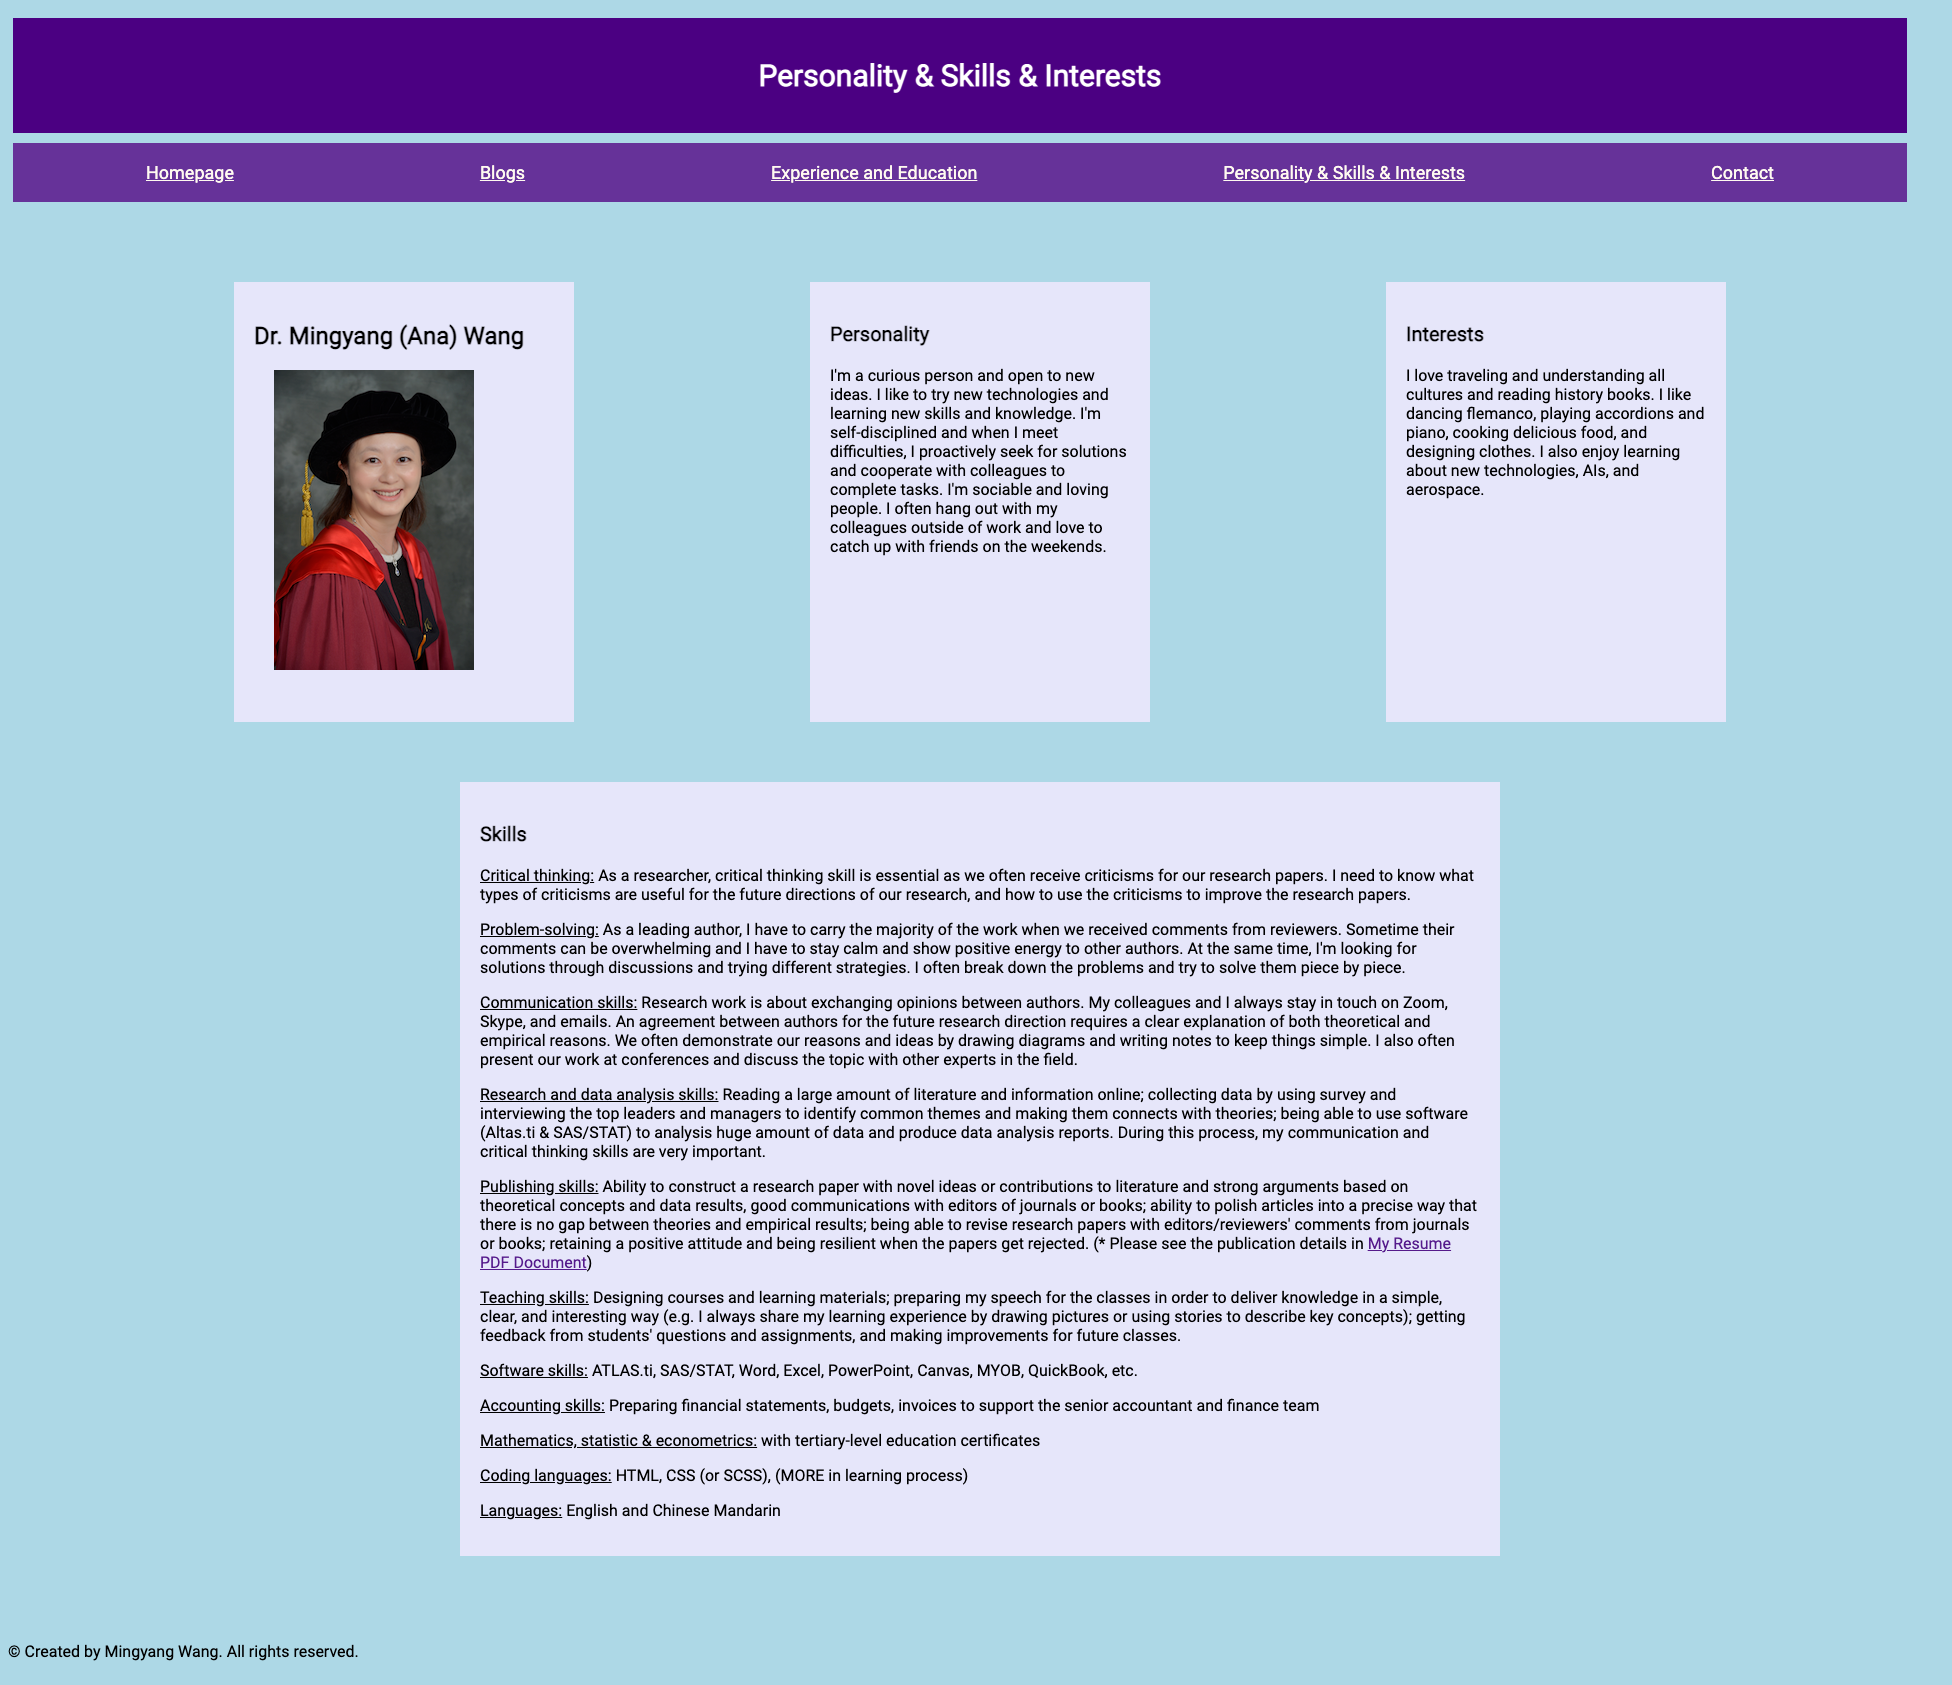 Personality & Skills & Interests
Homepage
Blogs
Experience and Education
Personality & Skills & Interests
Contact
Dr. Mingyang (Ana) Wang
Personality
I'm a curious person and open to new
ideas. I like to try new technologies and
learning new skills and knowledge. I'm
self-disciplined and when I meet
difficulties, I proactively seek for solutions
and cooperate with colleagues to
complete tasks. I'm sociable and loving
people. I often hang out with my
colleagues outside of work and love to
catch up with friends on the weekends.
Interests
I love traveling and understanding all
cultures and reading history books. I like
dancing flemanco, playing accordions and
piano, cooking delicious food, and
designing clothes. I also enjoy learning
about new technologies, AIs, and
aerospace.
Skills
Critical thinking: As a researcher, critical thinking skill is essential as we often receive criticisms for our research papers. I need to know what
types of criticisms are useful for the future directions of our research, and how to use the criticisms to improve the research papers.
Problem-solving: As a leading author, I have to carry the majority of the work when we received comments from reviewers. Sometime their
comments can be overwhelming and I have to stay calm and show positive energy to other authors. At the same time, I'm looking for
solutions through discussions and trying different strategies. I often break down the problems and try to solve them piece by piece.
Communication skills: Research work is about exchanging opinions between authors. My colleagues and I always stay in touch on Zoom,
Skype, and emails. An agreement between authors for the future research direction requires a clear explanation of both theoretical and
empirical reasons. We often demonstrate our reasons and ideas by drawing diagrams and writing notes to keep things simple. I also often
present our work at conferences and discuss the topic with other experts in the field.
Research and data analysis skills: Reading a large amount of literature and information online; collecting data by using survey and
interviewing the top leaders and managers to identify common themes and making them connects with theories; being able to use software
(Altas.ti & SAS/STAT) to analysis huge amount of data and produce data analysis reports. During this process, my communication and
critical thinking skills are very important.
Publishing skills: Ability to construct a research paper with novel ideas or contributions to literature and strong arguments based on
theoretical concepts and data results, good communications with editors of journals or books; ability to polish articles into a precise way that
there is no gap between theories and empirical results; being able to revise research papers with editors/reviewers' comments from journals
or books; retaining a positive attitude and being resilient when the papers get rejected. (* Please see the publication details in My Resume
PDF Document)
Teaching skills: Designing courses and learning materials; preparing my speech for the classes in order to deliver knowledge in a simple,
clear, and interesting way (e.g. I always share my learning experience by drawing pictures or using stories to describe key concepts); getting
feedback from students' questions and assignments, and making improvements for future classes.
Software skills: ATLAS.ti, SAS/STAT, Word, Excel, PowerPoint, Canvas, MYOB, QuickBook, etc.
Accounting skills: Preparing financial statements, budgets, invoices to support the senior accountant and finance team
Mathematics, statistic & econometrics: with tertiary-level education certificates
Coding languages: HTML, CSS (or SCSS), (MORE in learning process)
Languages: English and Chinese Mandarin
© Created by Mingyang Wang. All rights reserved.